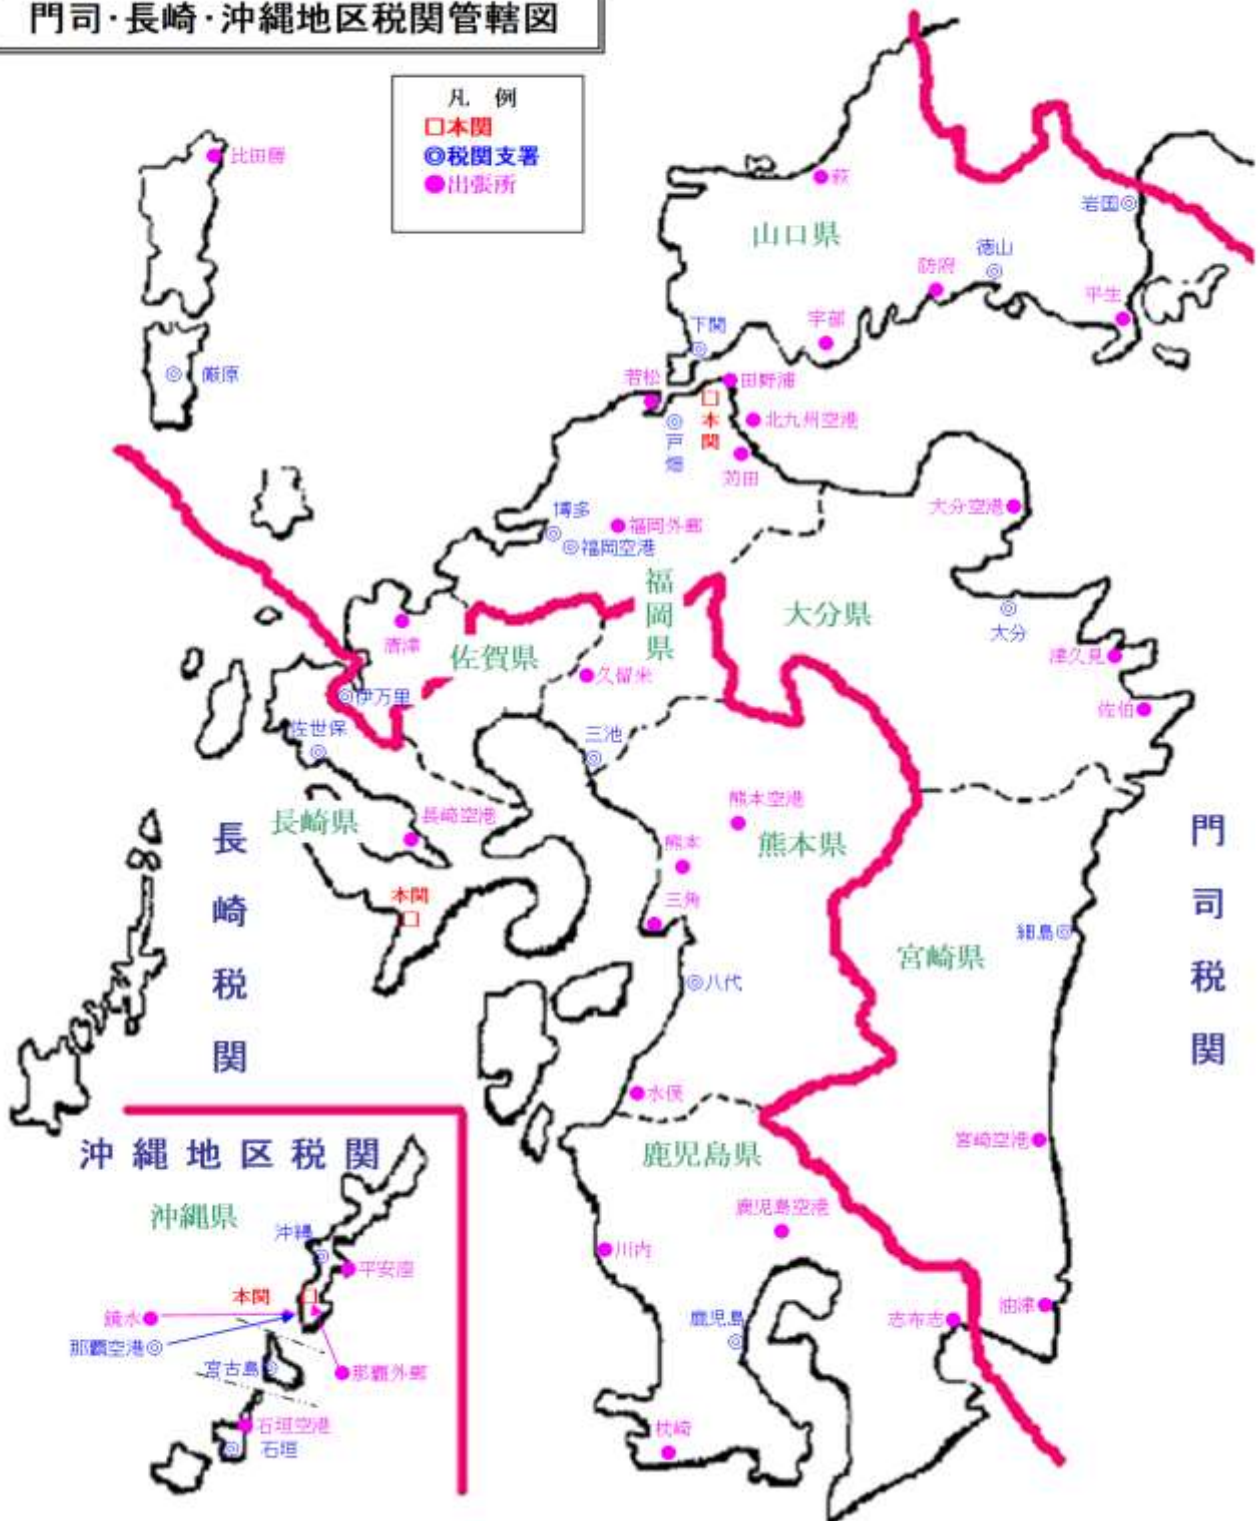 門司・長崎・沖縄地区税関管轄図
凡 例
□本関
◎税関支署
●出張所
比田勝
萩
岩国◎
山口県
徳山
防府
平生
宇部
下関
厳原
若松
田野浦
本関
北九州空港
戸畑
苅田
大分空港
博多
福岡外郵
◎福岡空港
福岡県
大分県
大分
唐津
佐賀県
久留米
津久見
伊万里
佐伯
佐世保
三池
長崎県
長崎空港
熊本空港
熊本県
熊本
本関
三角
長崎税関
門司税関
細島◎
宮崎県
◎八代
水俣
宮崎空港
鹿児島県
鹿児島空港
川内
鹿児島
志布志
油津
枕崎
沖縄地区税関
沖縄県
沖縄
平安座
本関
鏡水
那覇空港◎
宮古島
那覇外郵
石垣空港
石垣